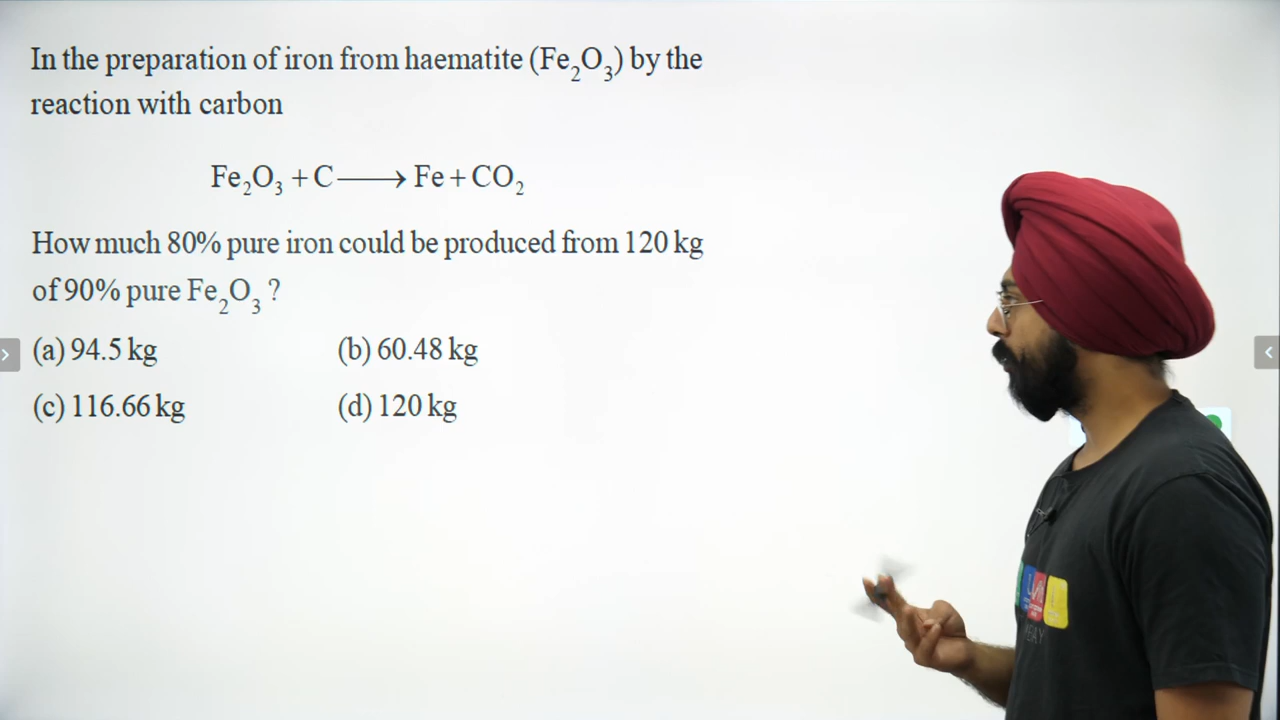 In the preparation of iron from haematite (Fe₂O₃) by the
reaction with carbon
Fe₂O₃ + C ⟶ Fe + CO₂
How much 80% pure iron could be produced from 120 kg
of 90% pure Fe₂O₃ ?
(a) 94.5 kg (b) 60.48 kg
(c) 116.66 kg (d) 120 kg